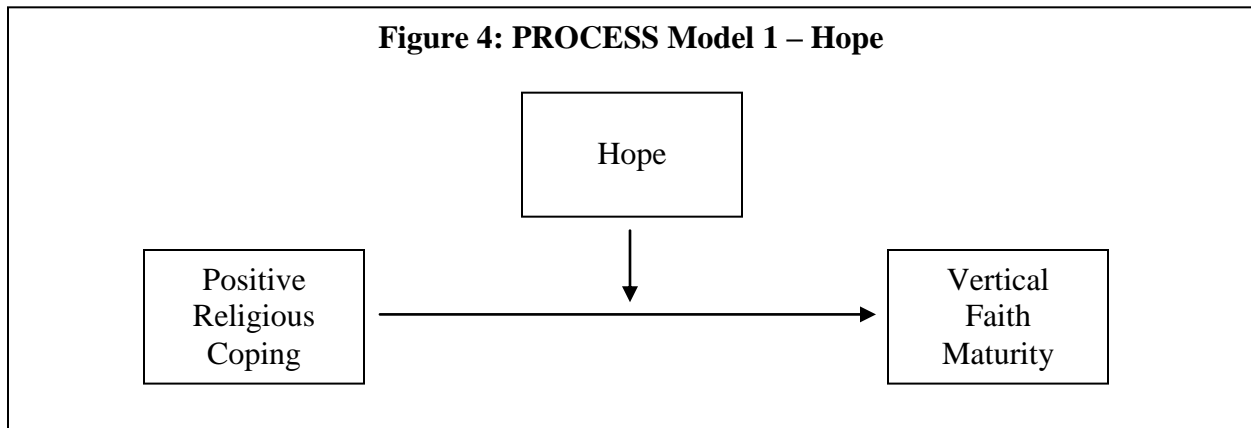 Figure 4: PROCESS Model 1 – Hope
Hope
Positive
Religious
Coping
Vertical
Faith
Maturity